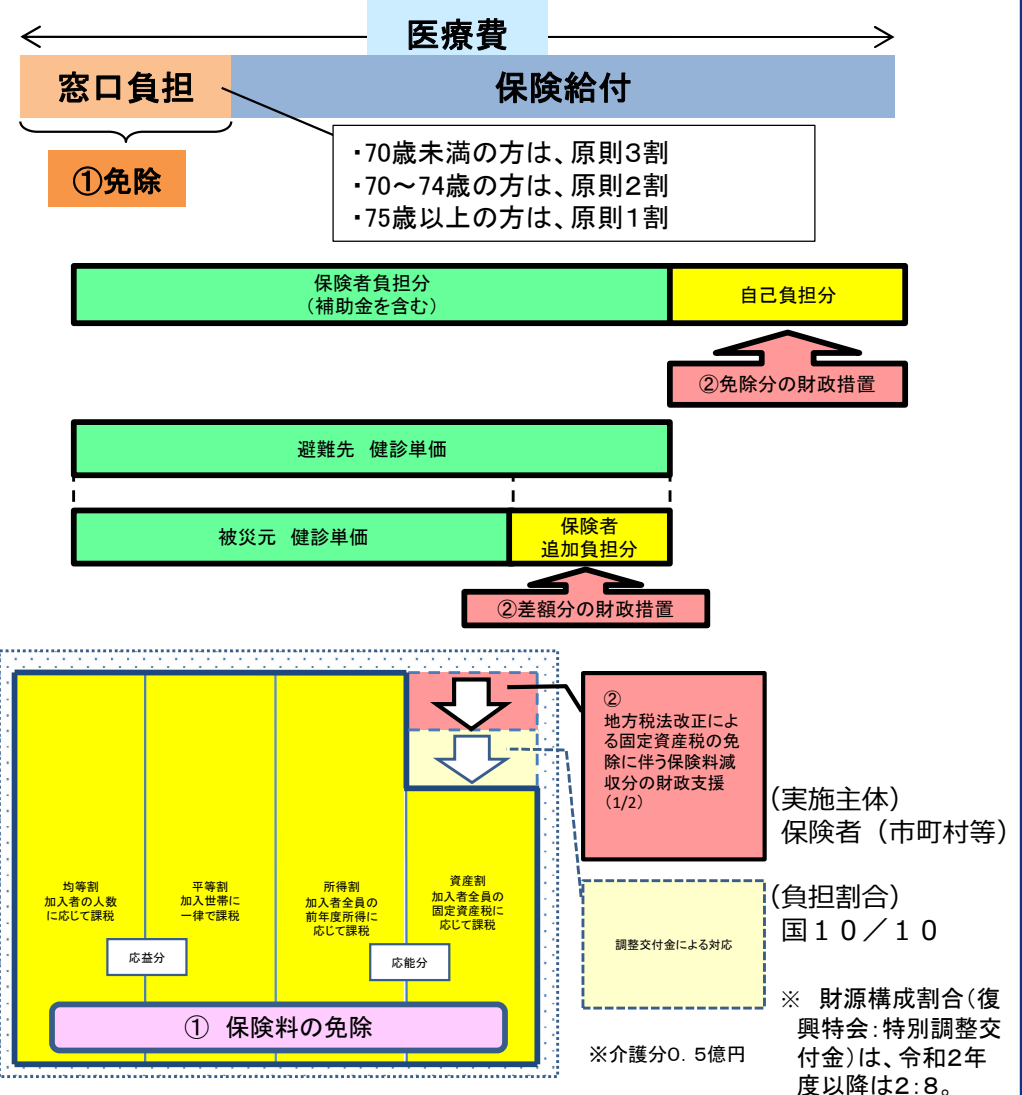 医療費
窓口負担
保険給付
①免除
・70歳未満の方は、原則3割
・70～74歳の方は、原則2割
・75歳以上の方は、原則1割
保険者負担分
（補助金を含む）
自己負担分
②免除分の財政措置
避難先　健診単価
被災元　健診単価
保険者
追加負担分
②差額分の財政措置
②
地方税法改正によ
る固定資産税の免
除に伴う保険料減
収分の財政支援
(1/2)
均等割
加入者の人数
に応じて課税
平等割
加入世帯に
一律で課税
所得割
加入者全員の
前年度所得に
応じて課税
資産割
加入者全員の
固定資産税に
応じて課税
応益分
応能分
①　保険料の免除
調整交付金による対応
※介護分0．5億円
（実施主体）
保険者（市町村等）
（負担割合）
国１０／１０
※　財源構成割合（復
興特会：特別調整交
付金）は、令和2年
度以降は2：8。